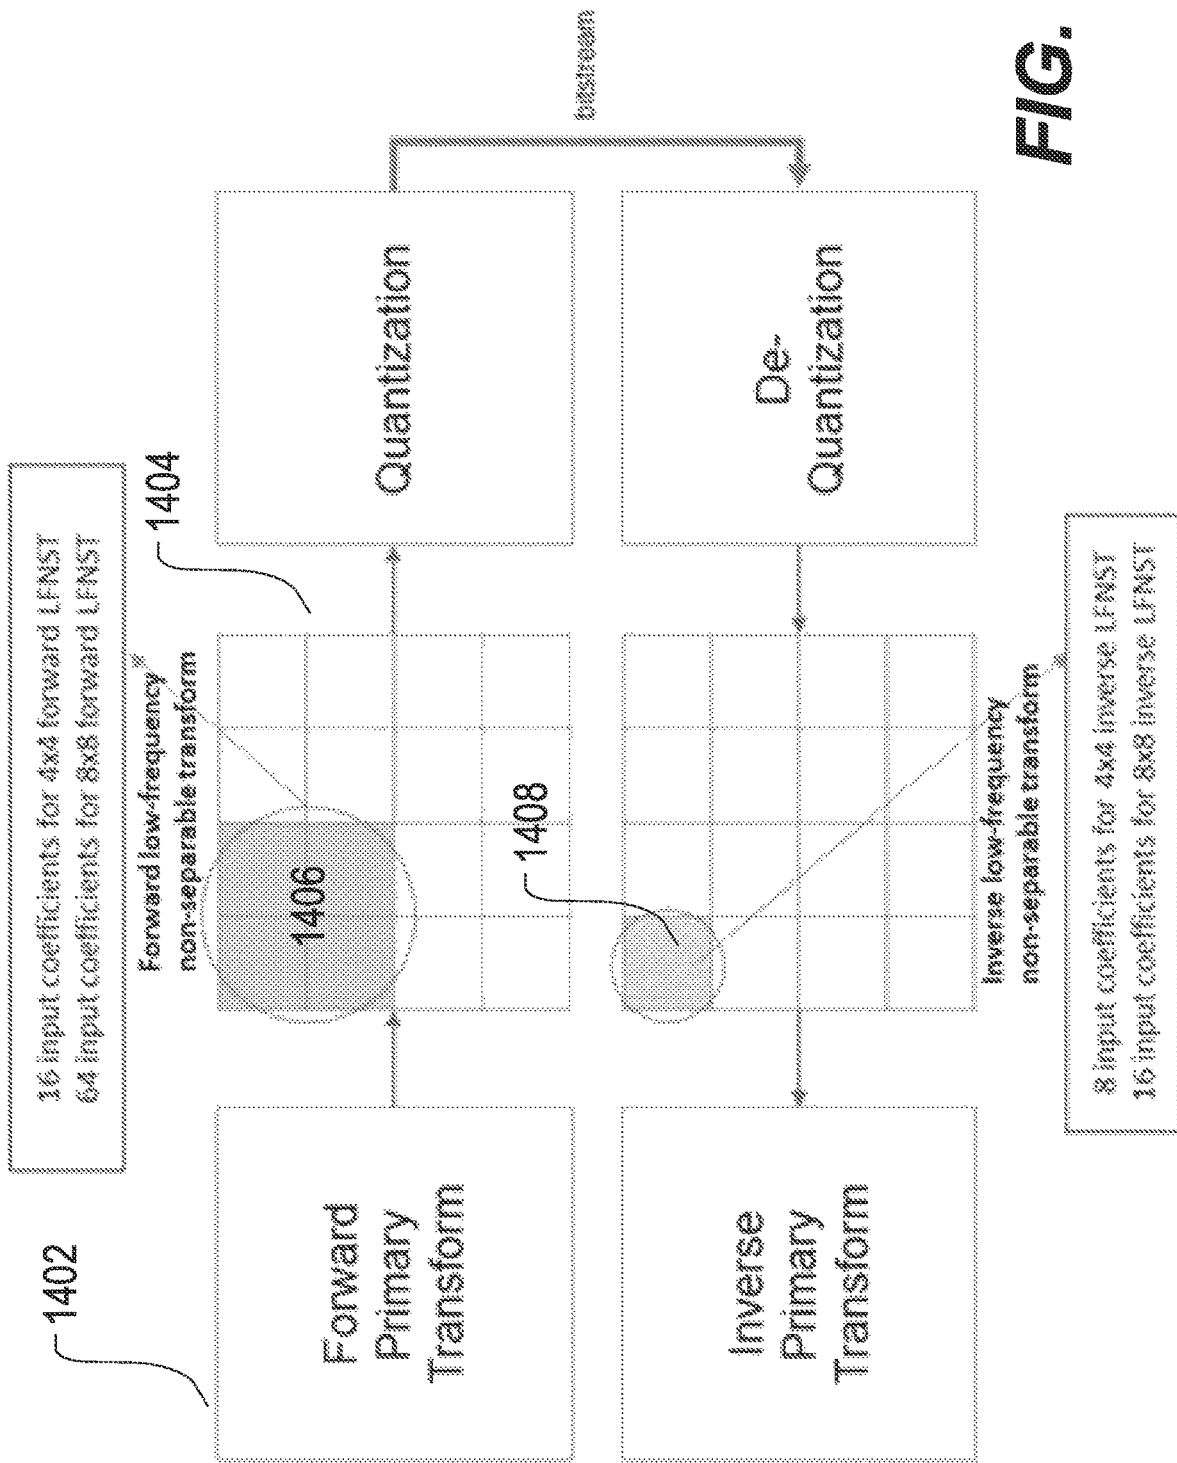 1402
16 input coefficients for 4x4 forward LFNST
64 input coefficients for 8x8 forward LFNST
Forward low-frequency
non-separable transform
1404
Forward
Primary
Transform
1406
Quantization
bitstream
1408
Inverse
Primary
Transform
De-
Quantization
Inverse low-frequency
non-separable transform
8 input coefficients for 4x4 inverse LFNST
16 input coefficients for 8x8 inverse LFNST
FIG.